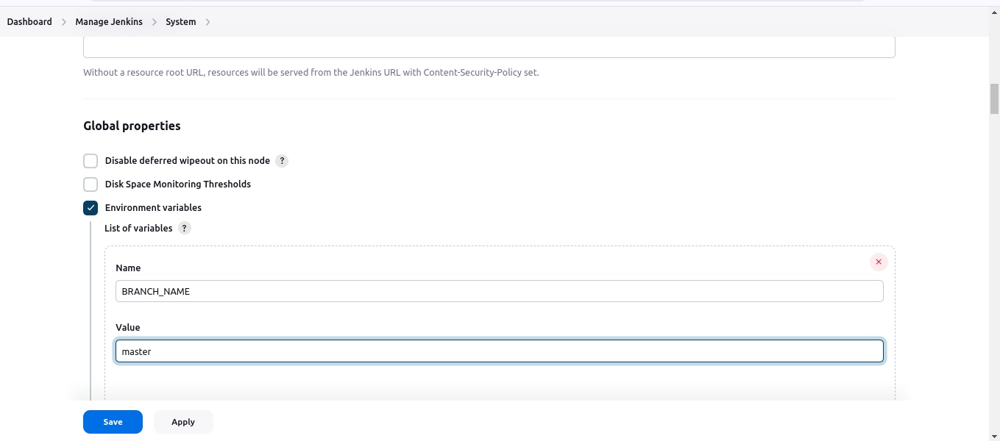 Dashboard > Manage Jenkins > System >
Without a resource root URL, resources will be served from the Jenkins URL with Content-Security-Policy set.
Global properties
Disable deferred wipeout on this node ?
Disk Space Monitoring Thresholds
Environment variables
List of variables ?
Name
BRANCH_NAME
Value
master
Save Apply